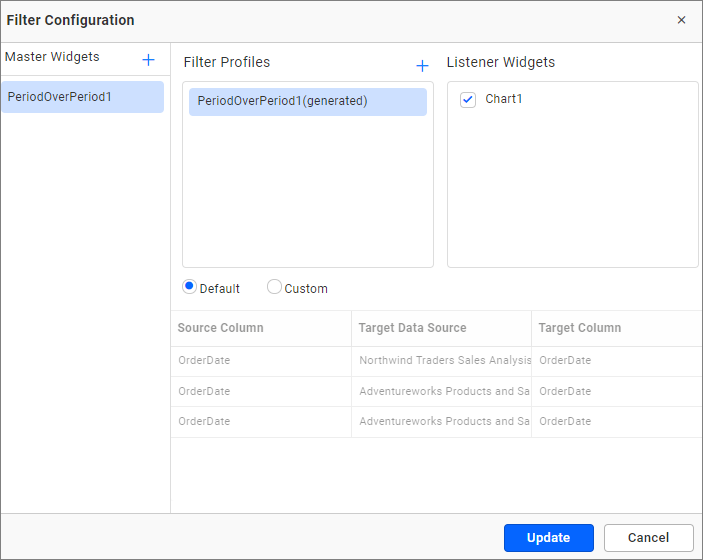 Filter Configuration
Master Widgets
PeriodOverPeriod1
Filter Profiles
PeriodOverPeriod1(generated)
Listener Widgets
Chart1
Default Custom
Source Column Target Data Source Target Column
OrderDate Northwind Traders Sales Analysis OrderDate
OrderDate Adventureworks Products and Sa OrderDate
OrderDate Adventureworks Products and Sa OrderDate
Update Cancel